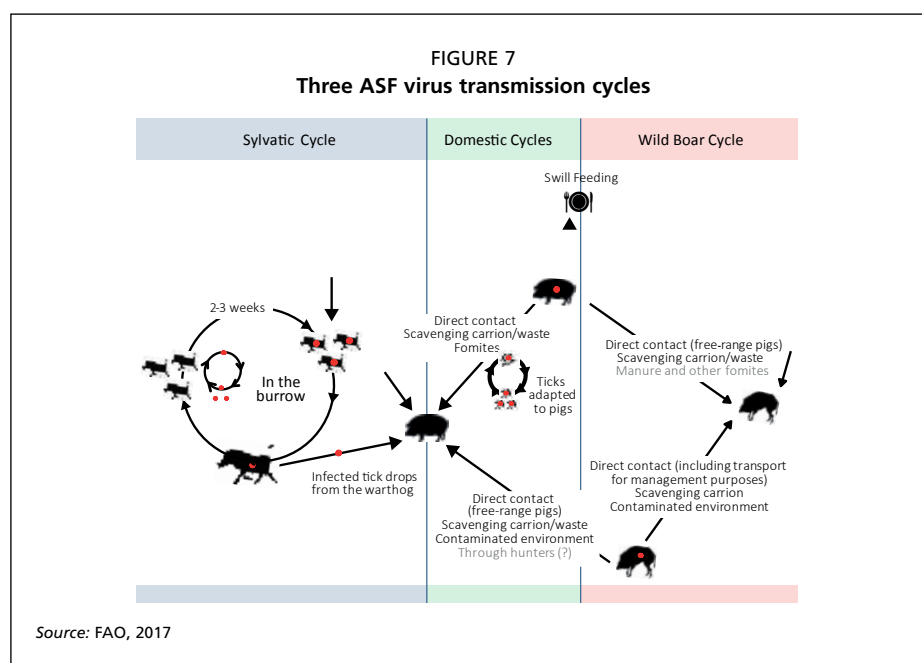 FIGURE 7
Three ASF virus transmission cycles
Sylvatic Cycle
Domestic Cycles
Wild Boar Cycle
Swill Feeding
2-3 weeks
In the
burrow
Infected tick drops
from the warthog
Direct contact
Scavenging carrion/waste
Fomites
Ticks
adapted
to pigs
Direct contact
(free-range pigs)
Scavenging carrion/waste
Contaminated environment
Through hunters (?)
Direct contact (free-range pigs)
Scavenging carrion/waste
Manure and other fomites
Direct contact (including transport
for management purposes)
Scavenging carrion
Contaminated environment
Source: FAO, 2017